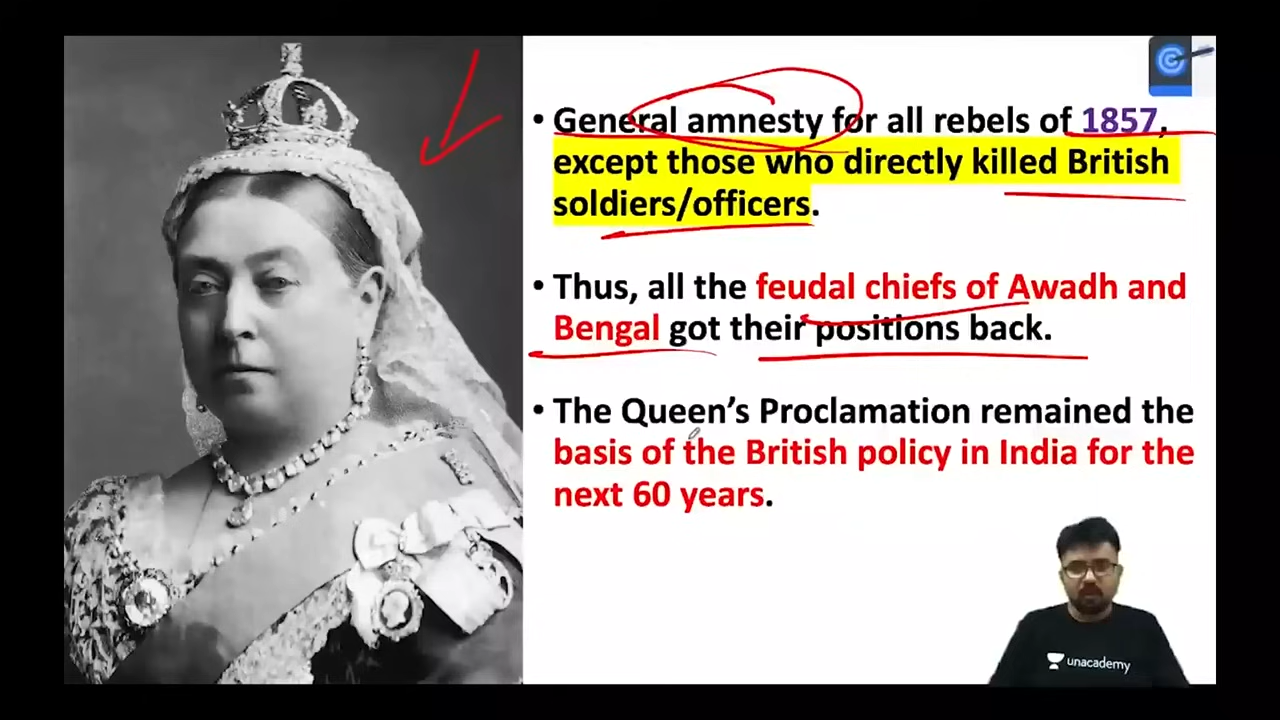 • General amnesty for all rebels of 1857,
except those who directly killed British
soldiers/officers.
• Thus, all the feudal chiefs of Awadh and
Bengal got their positions back.
• The Queen’s Proclamation remained the
basis of the British policy in India for the
next 60 years.
unacademy